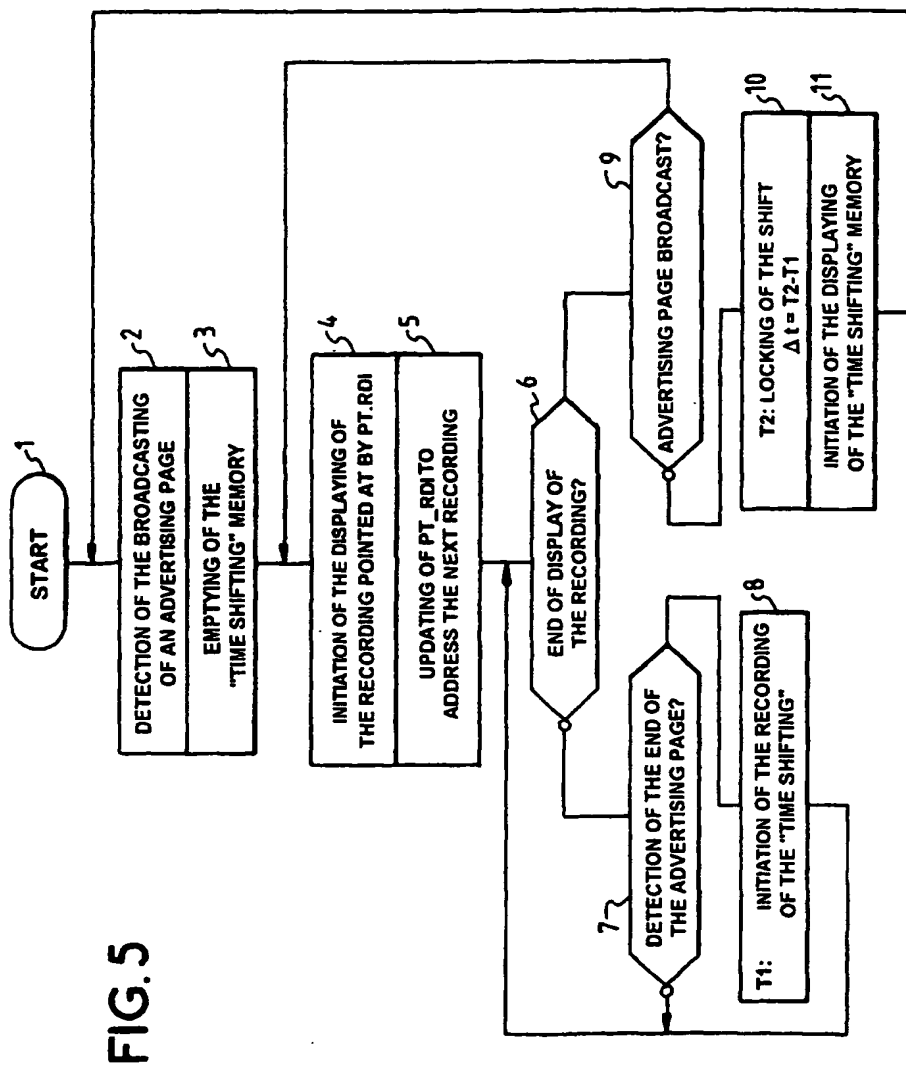 FIG. 5
START
1
DETECTION OF THE BROADCASTING
OF AN ADVERTISING PAGE
2
EMPTYING OF THE
"TIME SHIFTING" MEMORY
3
INITIATION OF THE DISPLAYING OF
THE RECORDING POINTED AT BY PT.RDI
4
UPDATING OF PT_RDI TO
ADDRESS THE NEXT RECORDING
5
END OF DISPLAY OF
THE RECORDING?
6
DETECTION OF THE END OF
THE ADVERTISING PAGE?
7
T1: INITIATION OF THE RECORDING
OF THE "TIME SHIFTING"
8
ADVERTISING PAGE BROADCAST?
9
T2: LOCKING OF THE SHIFT
Δ t = T2-T1
10
INITIATION OF THE DISPLAYING
OF THE "TIME SHIFTING" MEMORY
11